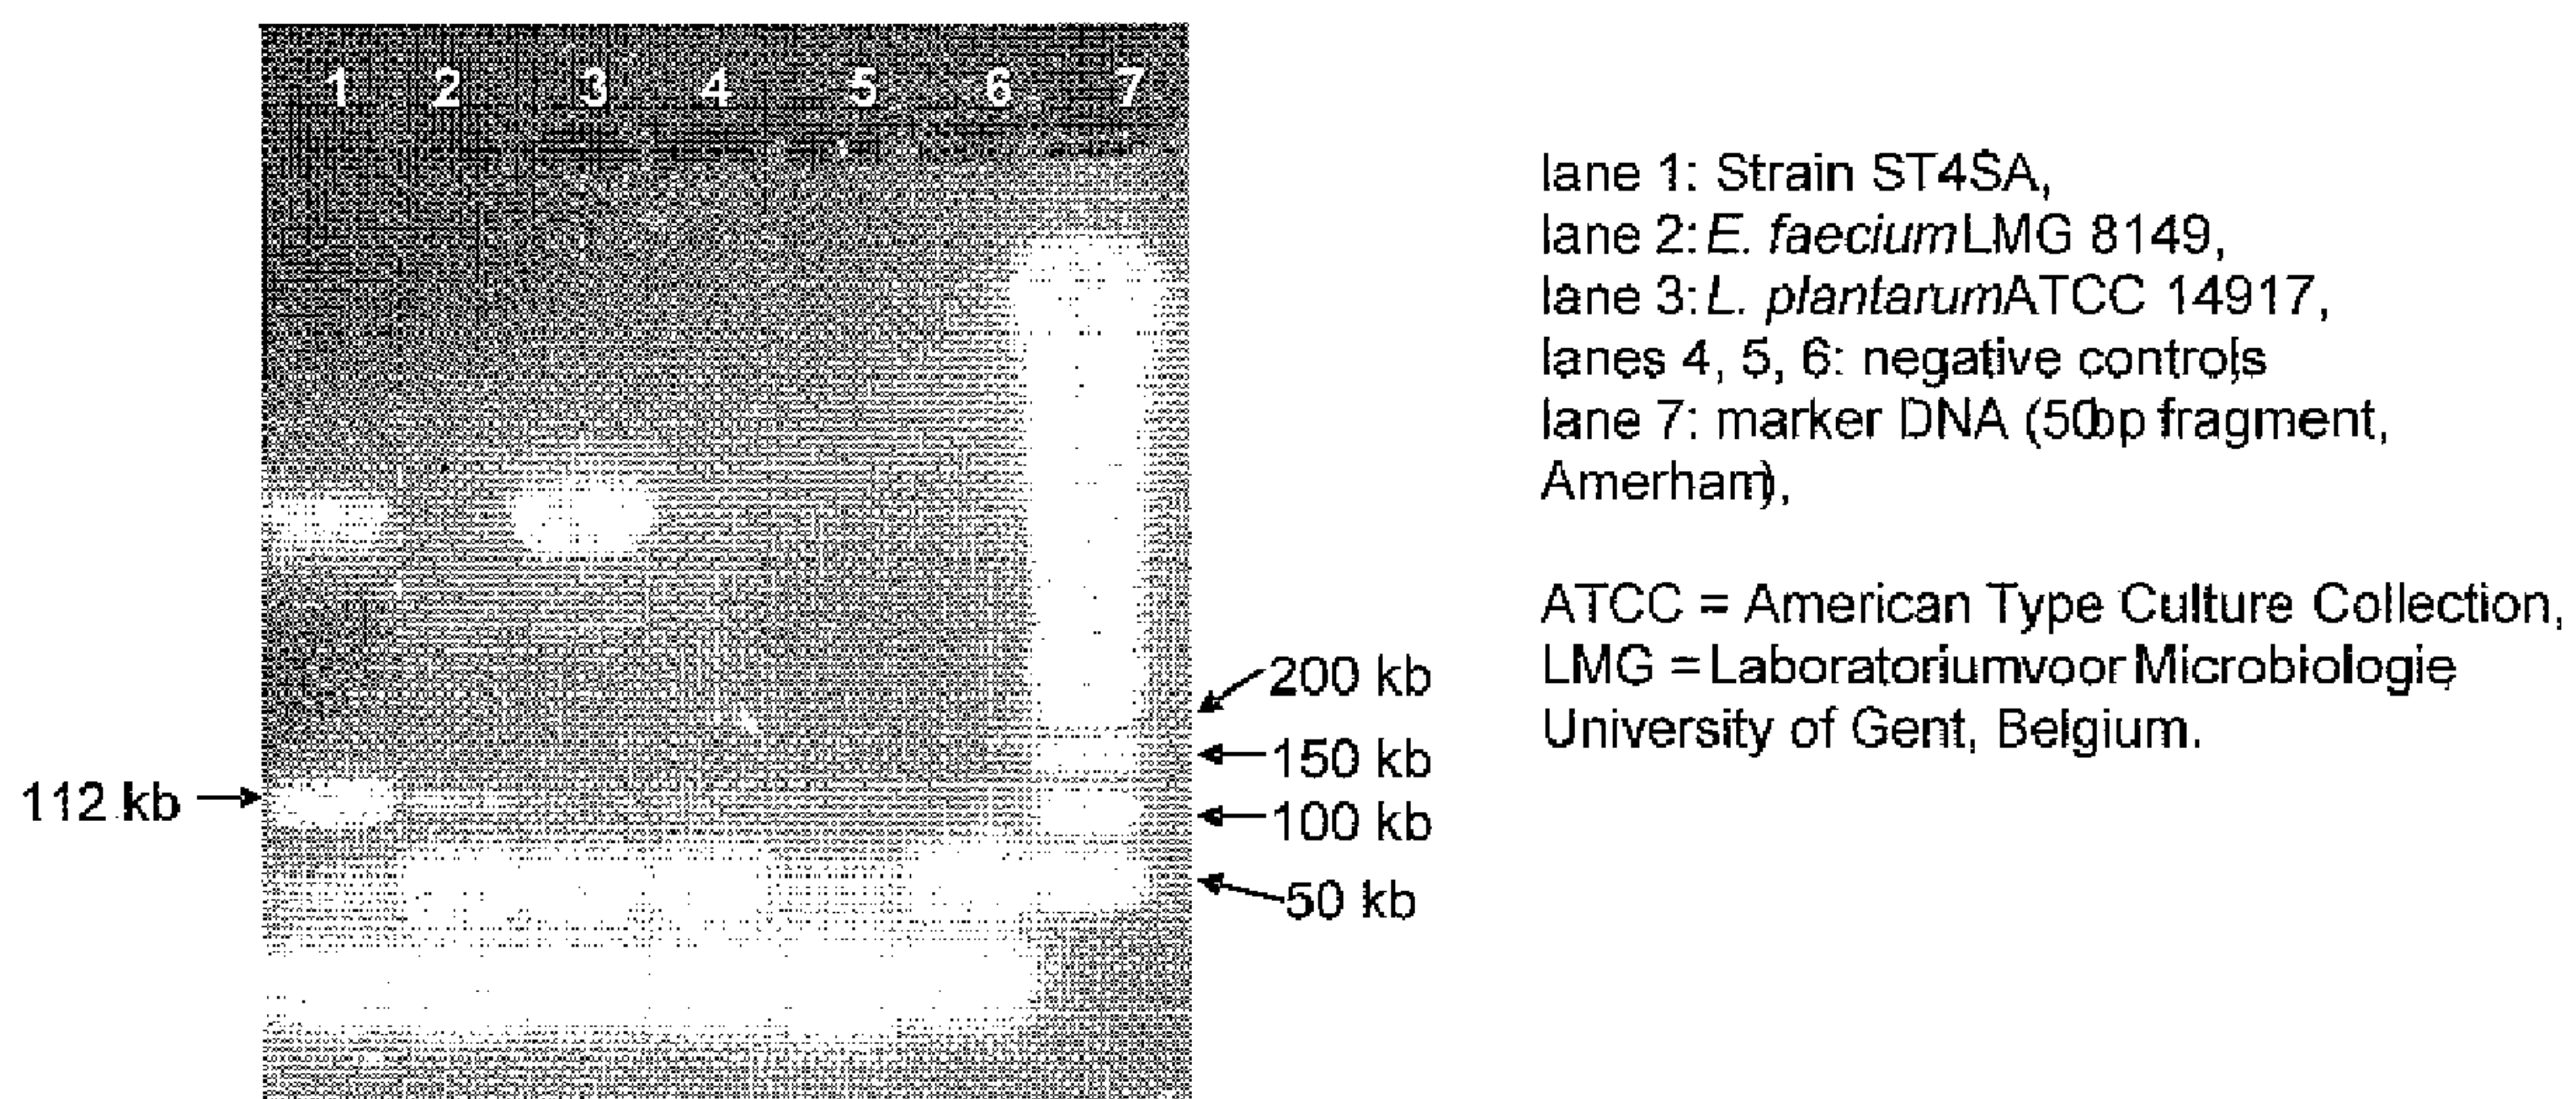 1 2 3 4 5 6 7
112 kb
200 kb
150 kb
100 kb
50 kb
lane 1: Strain ST4SA,
lane 2: E. faecium LMG 8149,
lane 3: L. plantarum ATCC 14917,
lanes 4, 5, 6: negative controls
lane 7: marker DNA (50bp fragment,
Amerham),
ATCC = American Type Culture Collection,
LMG = Laboratorium voor Microbiologie
University of Gent, Belgium.